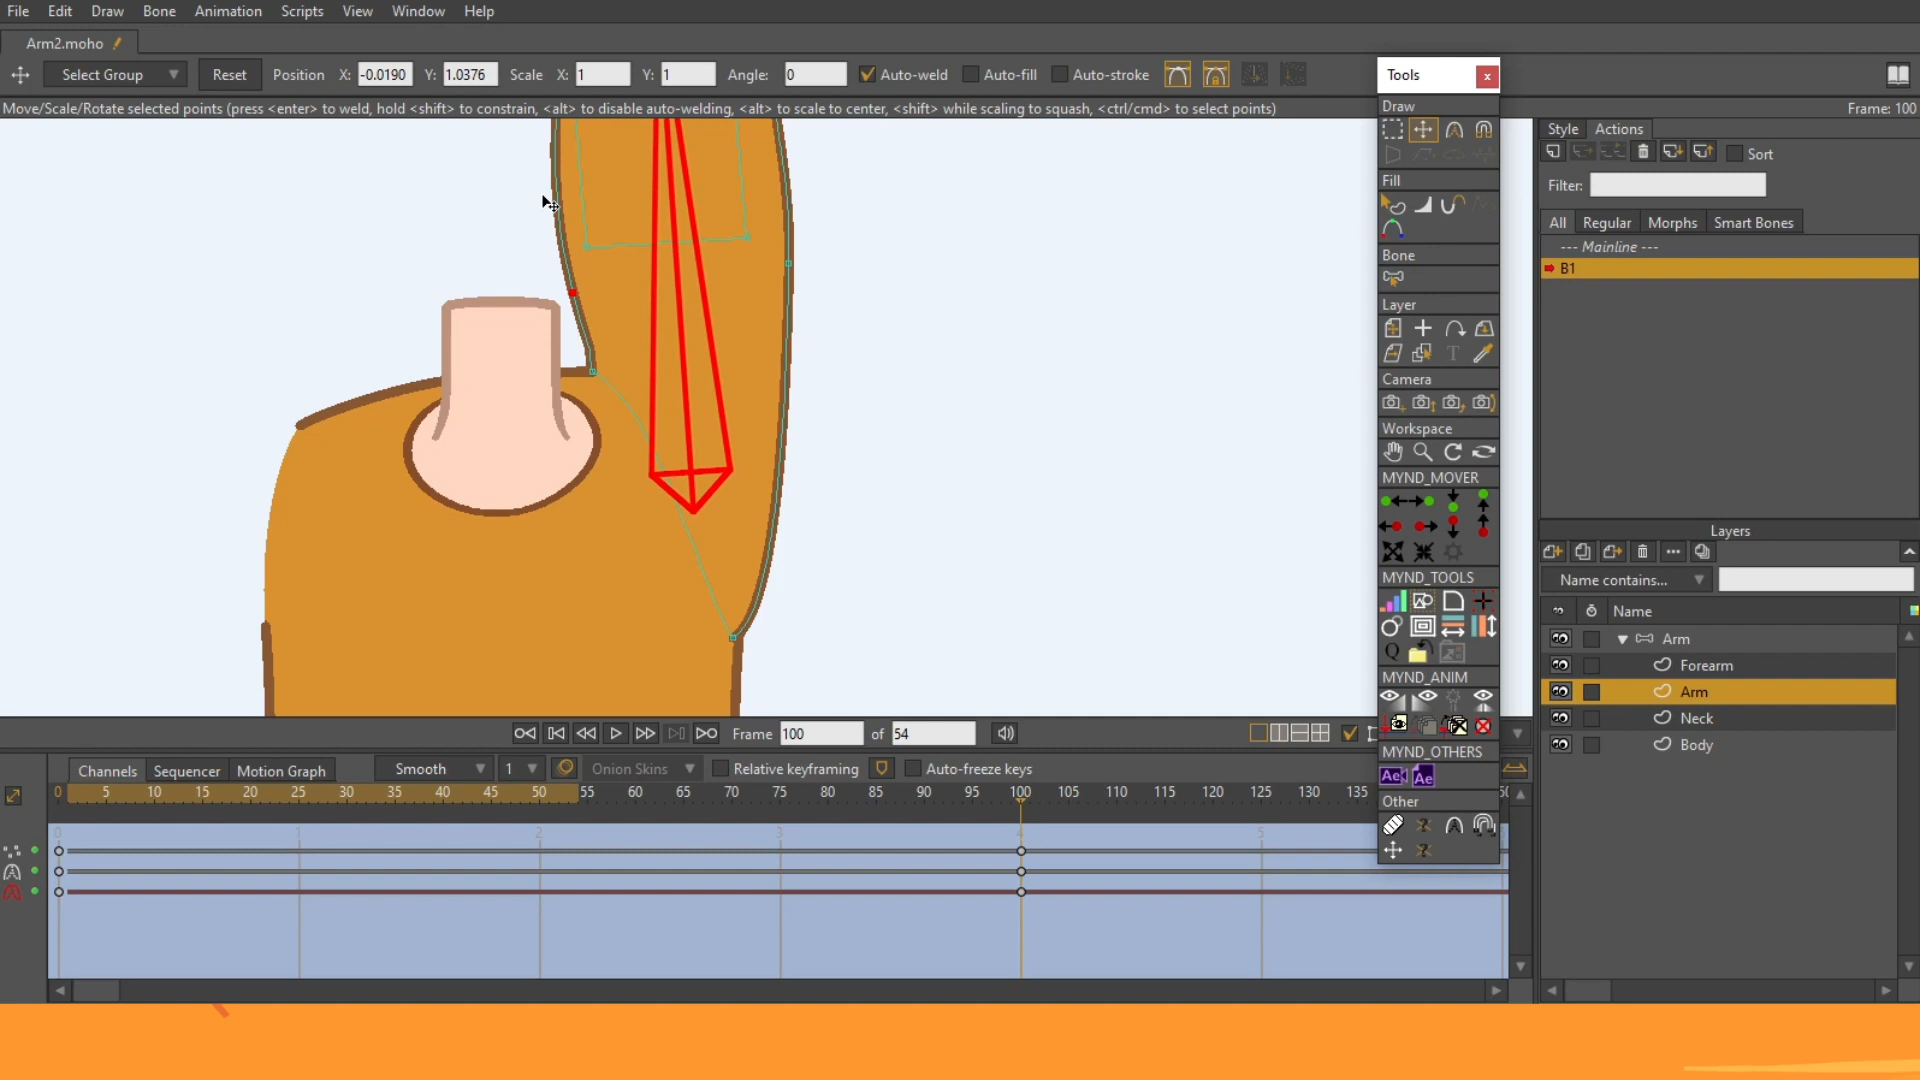 File Edit Draw Bone Animation Scripts View Window Help
Arm2.moho
Select Group Reset Position X: -0.0190 Y: 1.0376 Scale X: 1 Y: 1 Angle: 0 Auto-weld Auto-fill Auto-stroke
Move/Scale/Rotate selected points (press <enter> to weld, hold <shift> to constrain, <alt> to disable auto-welding, <alt> to scale to center, <shift> while scaling to squash, <ctrl/cmd> to select points)
Frame: 100
Tools x
Draw
Fill
Bone
Layer
T
Camera
Workspace
MYND_MOVER
MYND_TOOLS
Q
MYND_ANIM
MYND_OTHERS
Ae Ae
Other
Style Actions
Sort
Filter:
All Regular Morphs Smart Bones
--- Mainline ---
B1
Layers
Name contains...
Name
Arm
Forearm
Arm
Neck
Body
Frame 100 of 54
Channels Sequencer Motion Graph Smooth 1 Onion Skins Relative keyframing Auto-freeze keys
0 5 10 15 20 25 30 35 40 45 50 55 60 65 70 75 80 85 90 95 100 105 110 115 120 125 130 135
0 1 2 3 4 5